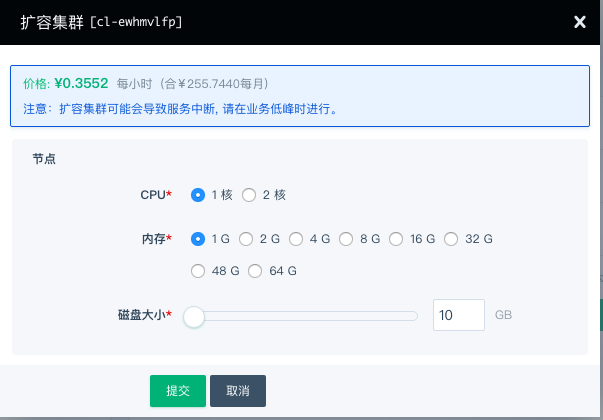 扩容集群 [cl-ewhmvlfp]
价格: ¥0.3552 每小时（合¥255.7440每月）
注意：扩容集群可能会导致服务中断, 请在业务低峰时进行。
节点
CPU* 1 核 2 核
内存* 1 G 2 G 4 G 8 G 16 G 32 G
48 G 64 G
磁盘大小* 10 GB
提交 取消